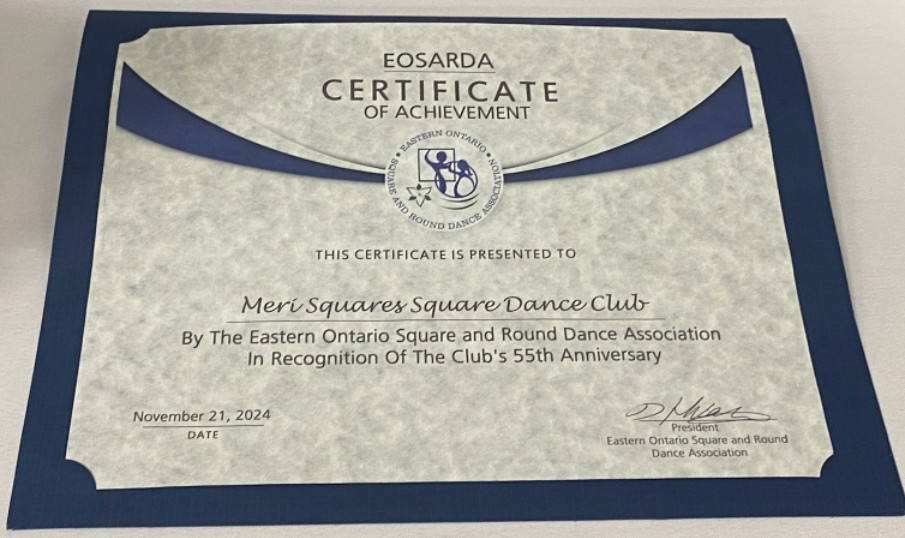 EOSARDA
CERTIFICATE
OF ACHIEVEMENT
• EASTERN ONTARIO •
SQUARE AND ROUND DANCE ASSOCIATION
THIS CERTIFICATE IS PRESENTED TO
Meri Squares Square Dance Club
By The Eastern Ontario Square and Round Dance Association
In Recognition Of The Club's 55th Anniversary
November 21, 2024
DATE
President
Eastern Ontario Square and Round
Dance Association